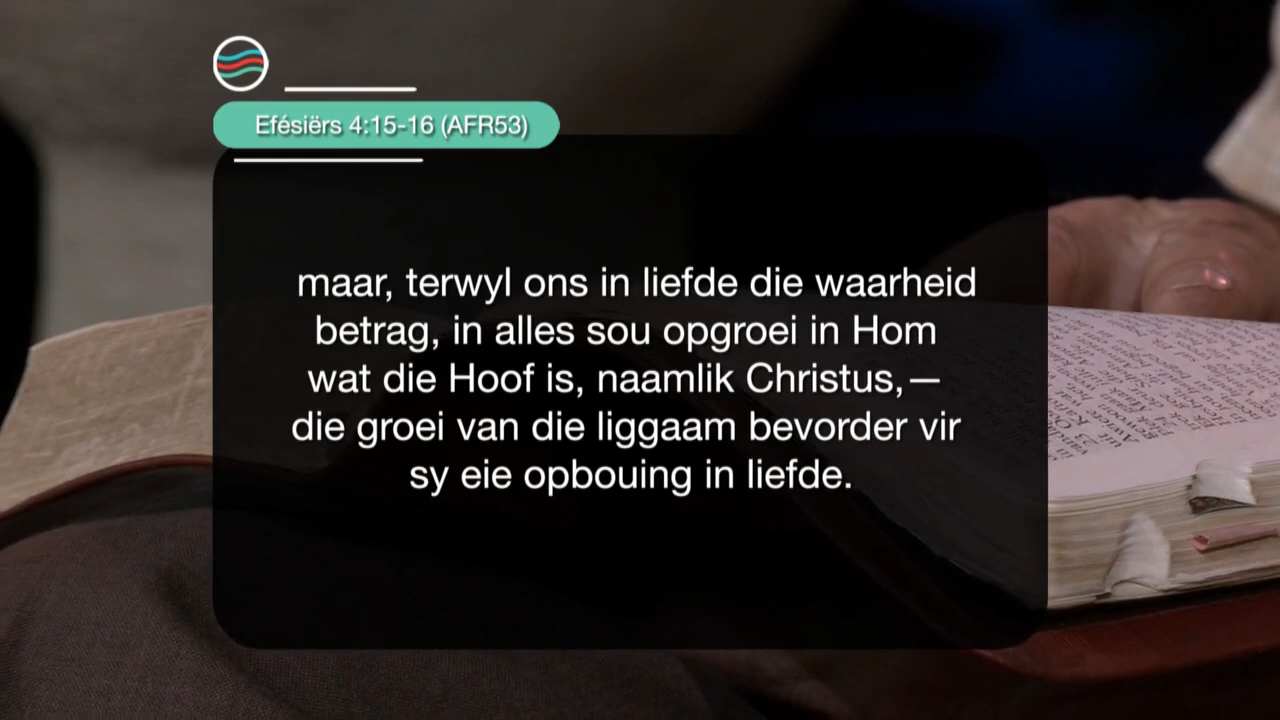 Efésiërs 4:15-16 (AFR53)
maar, terwyl ons in liefde die waarheid
betrag, in alles sou opgroei in Hom
wat die Hoof is, naamlik Christus,—
die groei van die liggaam bevorder vir
sy eie opbouing in liefde.